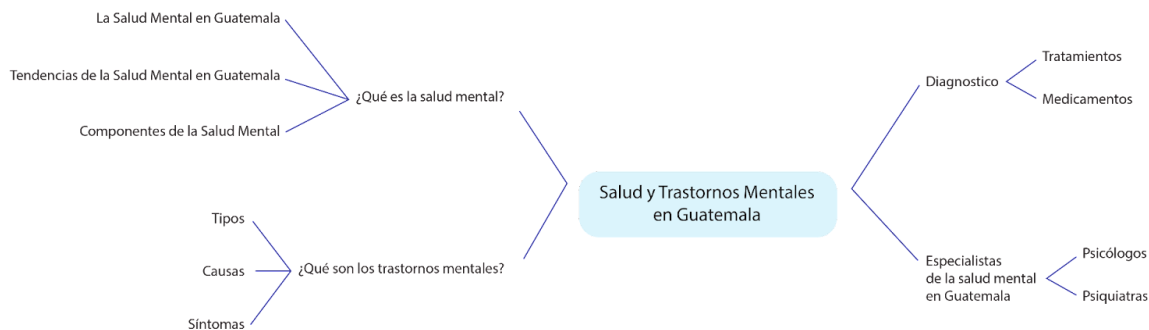 La Salud Mental en Guatemala
Tendencias de la Salud Mental en Guatemala
Componentes de la Salud Mental
¿Qué es la salud mental?
Tipos
Causas
Síntomas
¿Qué son los trastornos mentales?
Salud y Trastornos Mentales
en Guatemala
Diagnostico
Tratamientos
Medicamentos
Especialistas
de la salud mental
en Guatemala
Psicólogos
Psiquiatras